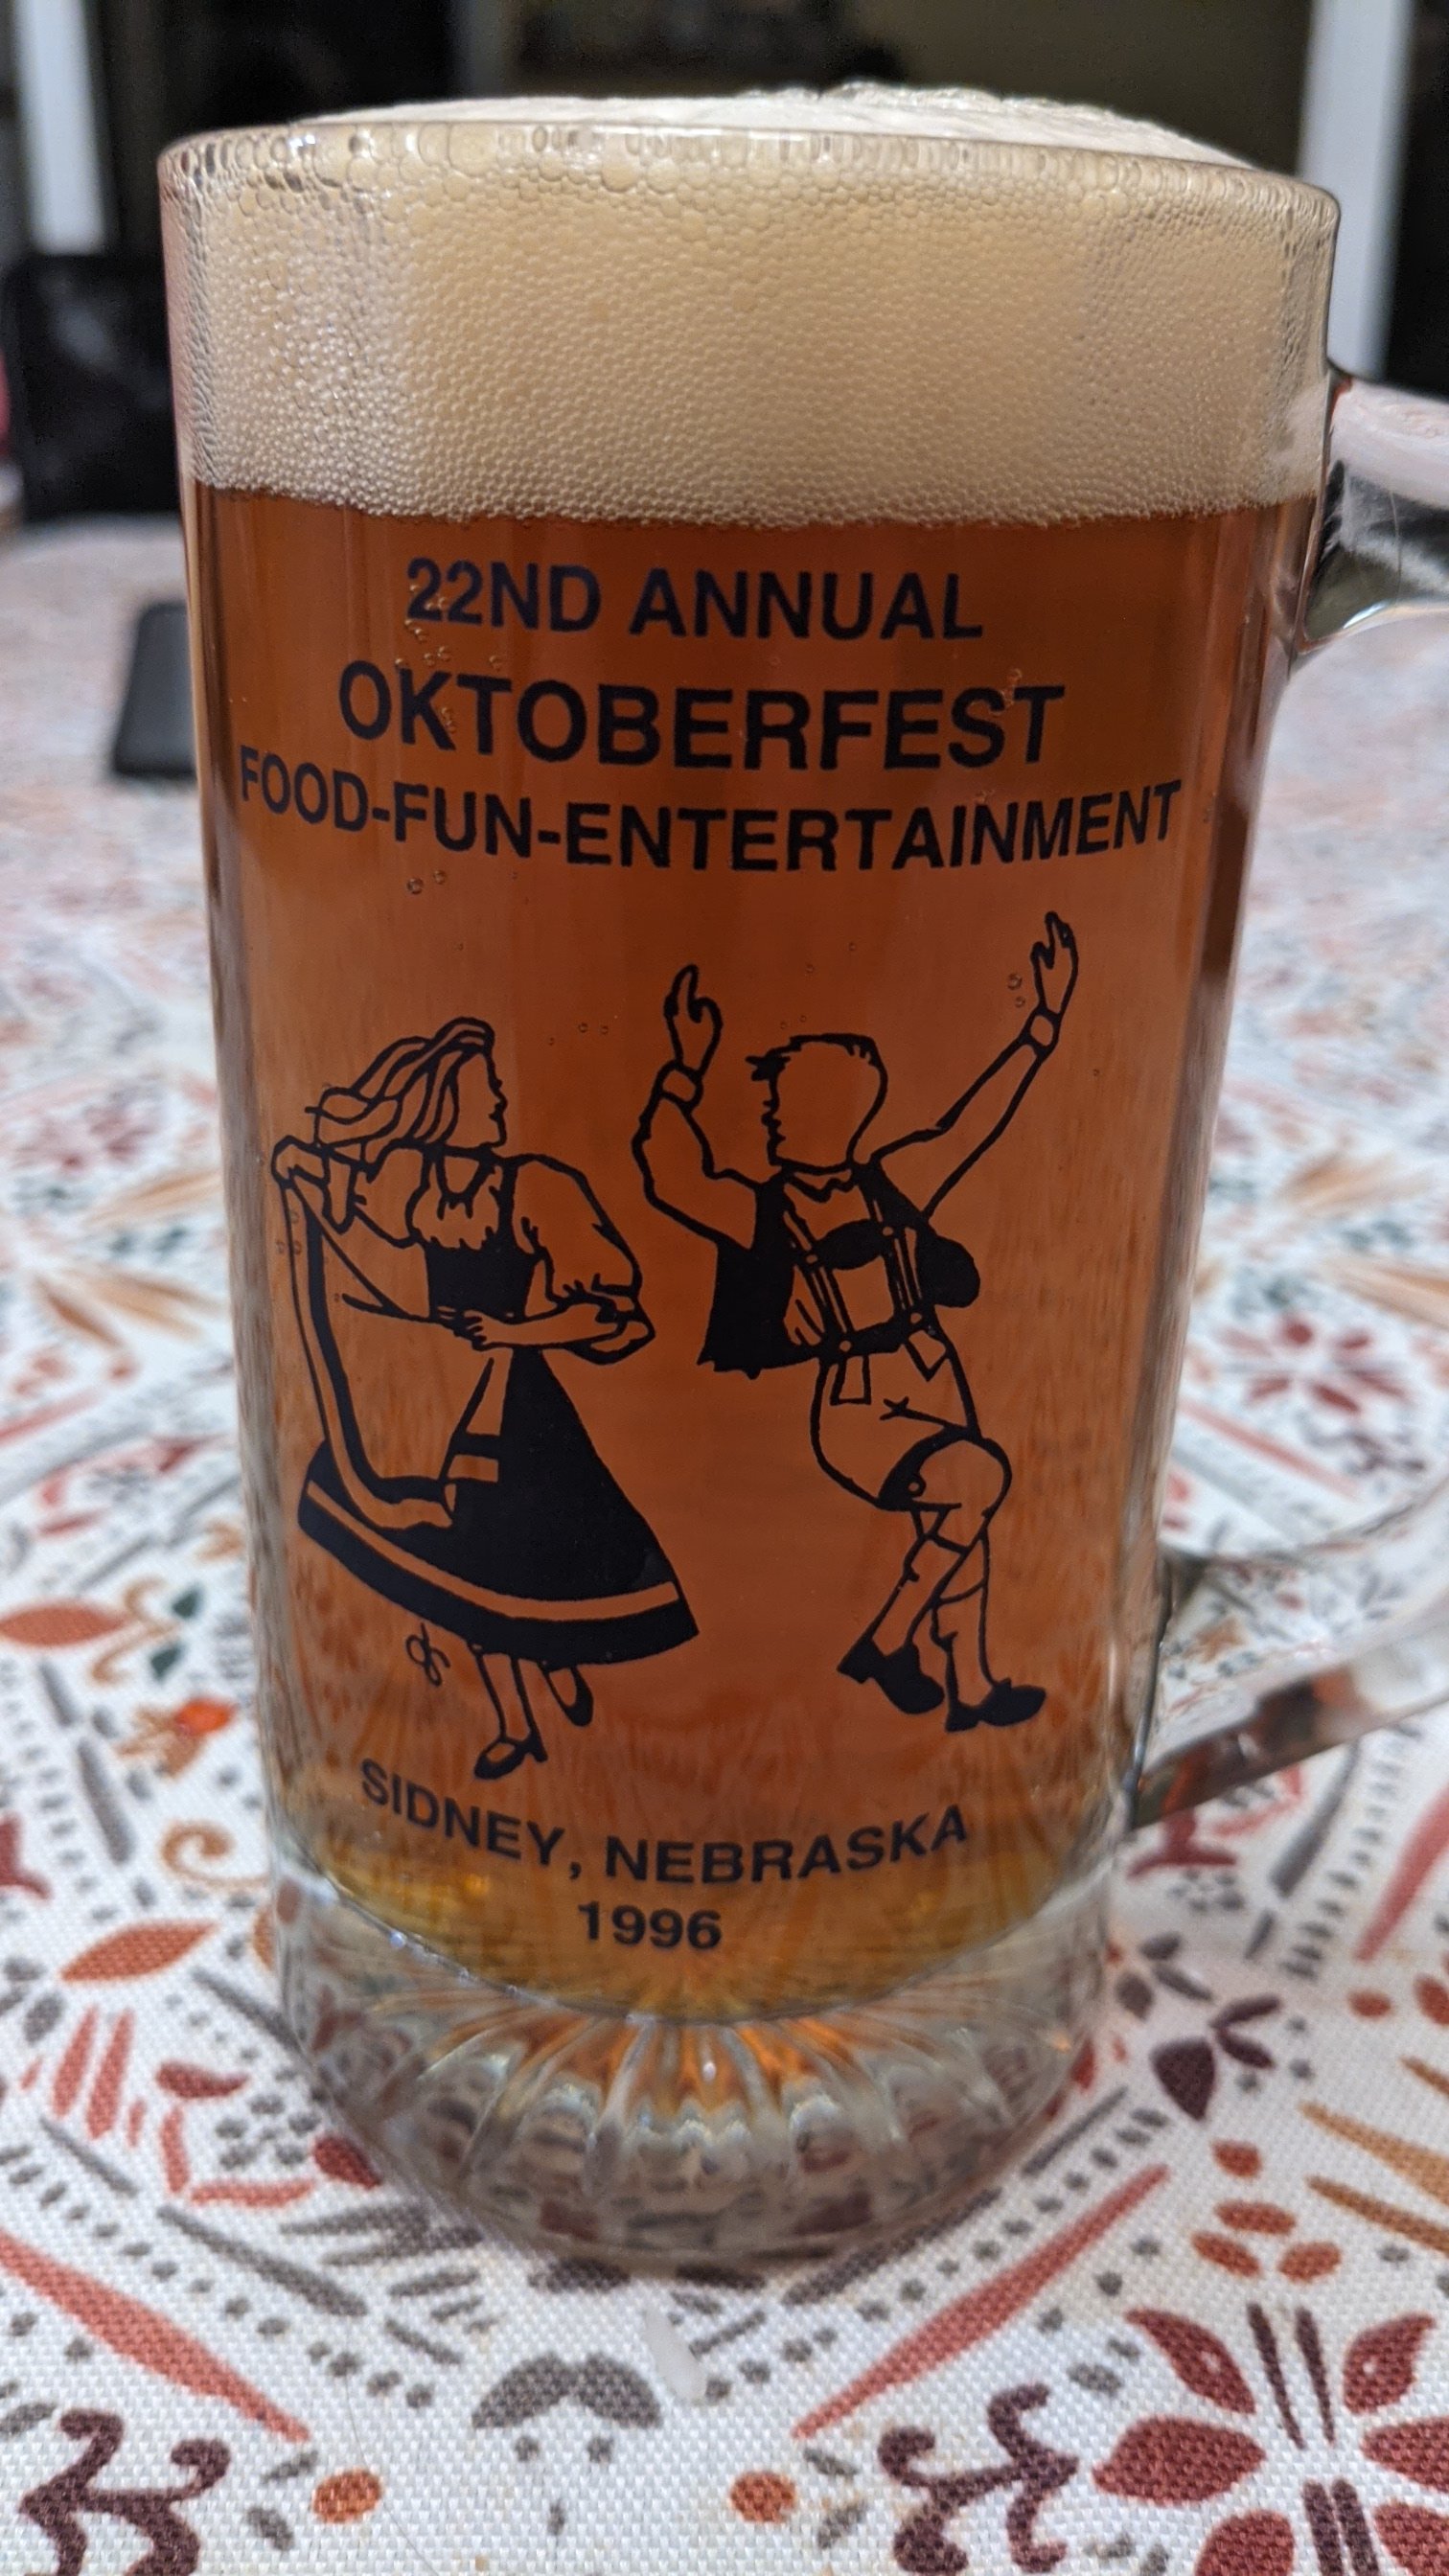 22ND ANNUAL
OKTOBERFEST
FOOD-FUN-ENTERTAINMENT
SIDNEY, NEBRASKA
1996